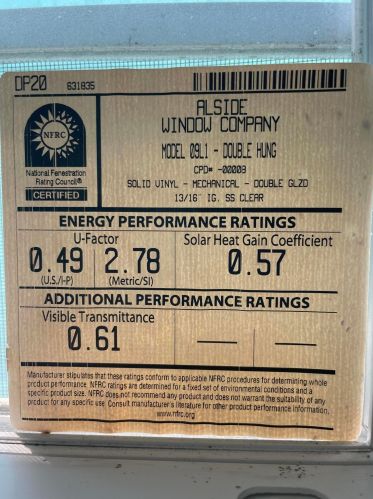 DP20 631835
ALSIDE
WINDOW COMPANY
MODEL 09L1 - DOUBLE HUNG
CPD# -00008
SOLID VINYL - MECHANICAL - DOUBLE GLZD
13/16" IG. SS CLEAR
NFRC
National Fenestration
Rating Council®
CERTIFIED
ENERGY PERFORMANCE RATINGS
U-Factor Solar Heat Gain Coefficient
0.49 2.78 0.57
(U.S./I-P) (Metric/SI)
ADDITIONAL PERFORMANCE RATINGS
Visible Transmittance
0.61 — —
Manufacturer stipulates that these ratings conform to applicable NFRC procedures for determining whole
product performance. NFRC ratings are determined for a fixed set of environmental conditions and a
specific product size. NFRC does not recommend any product and does not warrant the suitability of any
product for any specific use. Consult manufacturer's literature for other product performance information.
www.nfrc.org